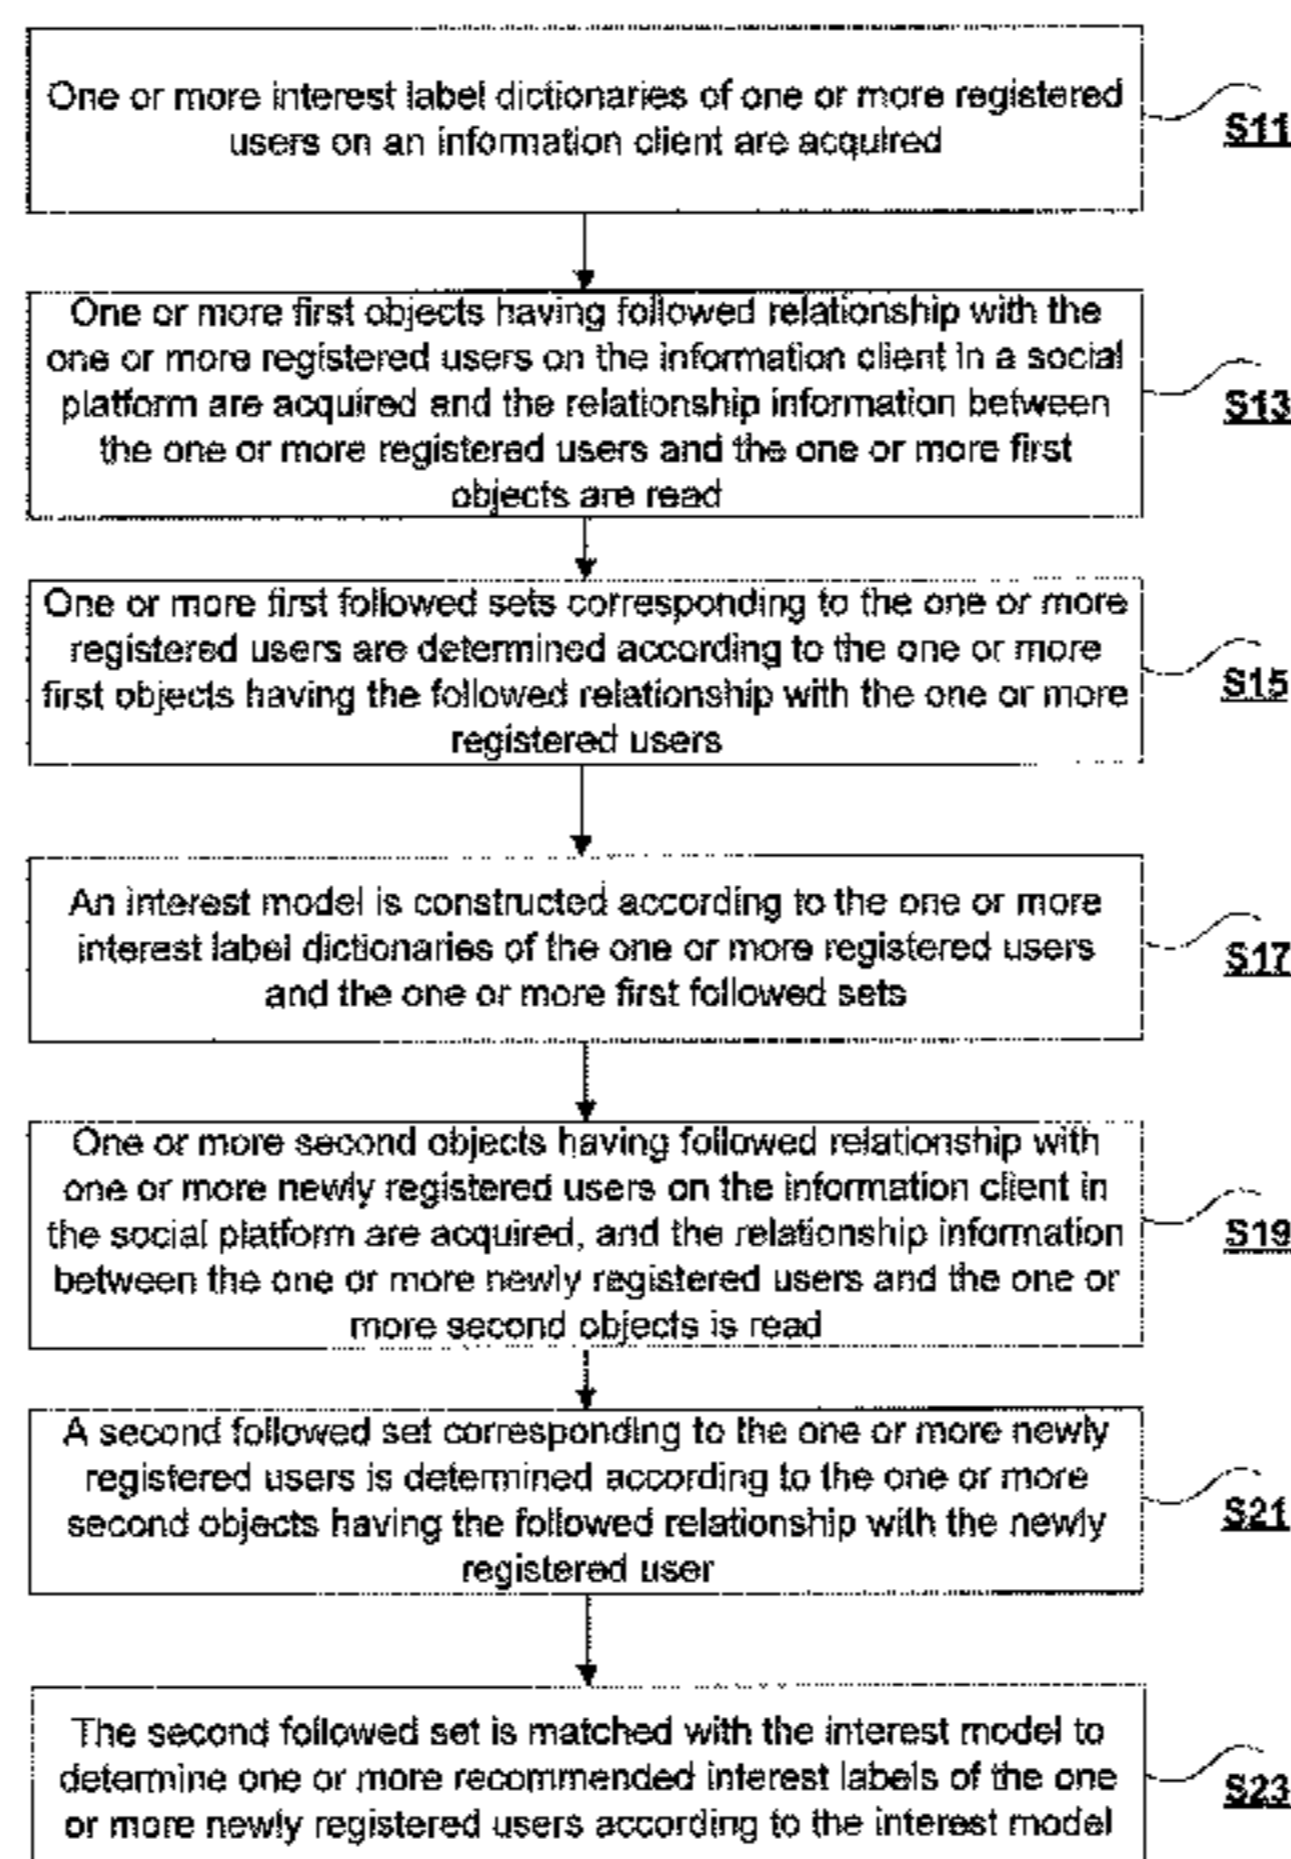 One or more interest label dictionaries of one or more registered
users on an information client are acquired
S11
One or more first objects having followed relationship with the
one or more registered users on the information client in a social
platform are acquired and the relationship information between
the one or more registered users and the one or more first
objects are read
S13
One or more first followed sets corresponding to the one or more
registered users are determined according to the one or more
first objects having the followed relationship with the one or more
registered users
S15
An interest model is constructed according to the one or more
interest label dictionaries of the one or more registered users
and the one or more first followed sets
S17
One or more second objects having followed relationship with
one or more newly registered users on the information client in
the social platform are acquired, and the relationship information
between the one or more newly registered users and the one or
more second objects is read
S19
A second followed set corresponding to the one or more newly
registered users is determined according to the one or more
second objects having the followed relationship with the newly
registered user
S21
The second followed set is matched with the interest model to
determine one or more recommended interest labels of the one
or more newly registered users according to the interest model
S23